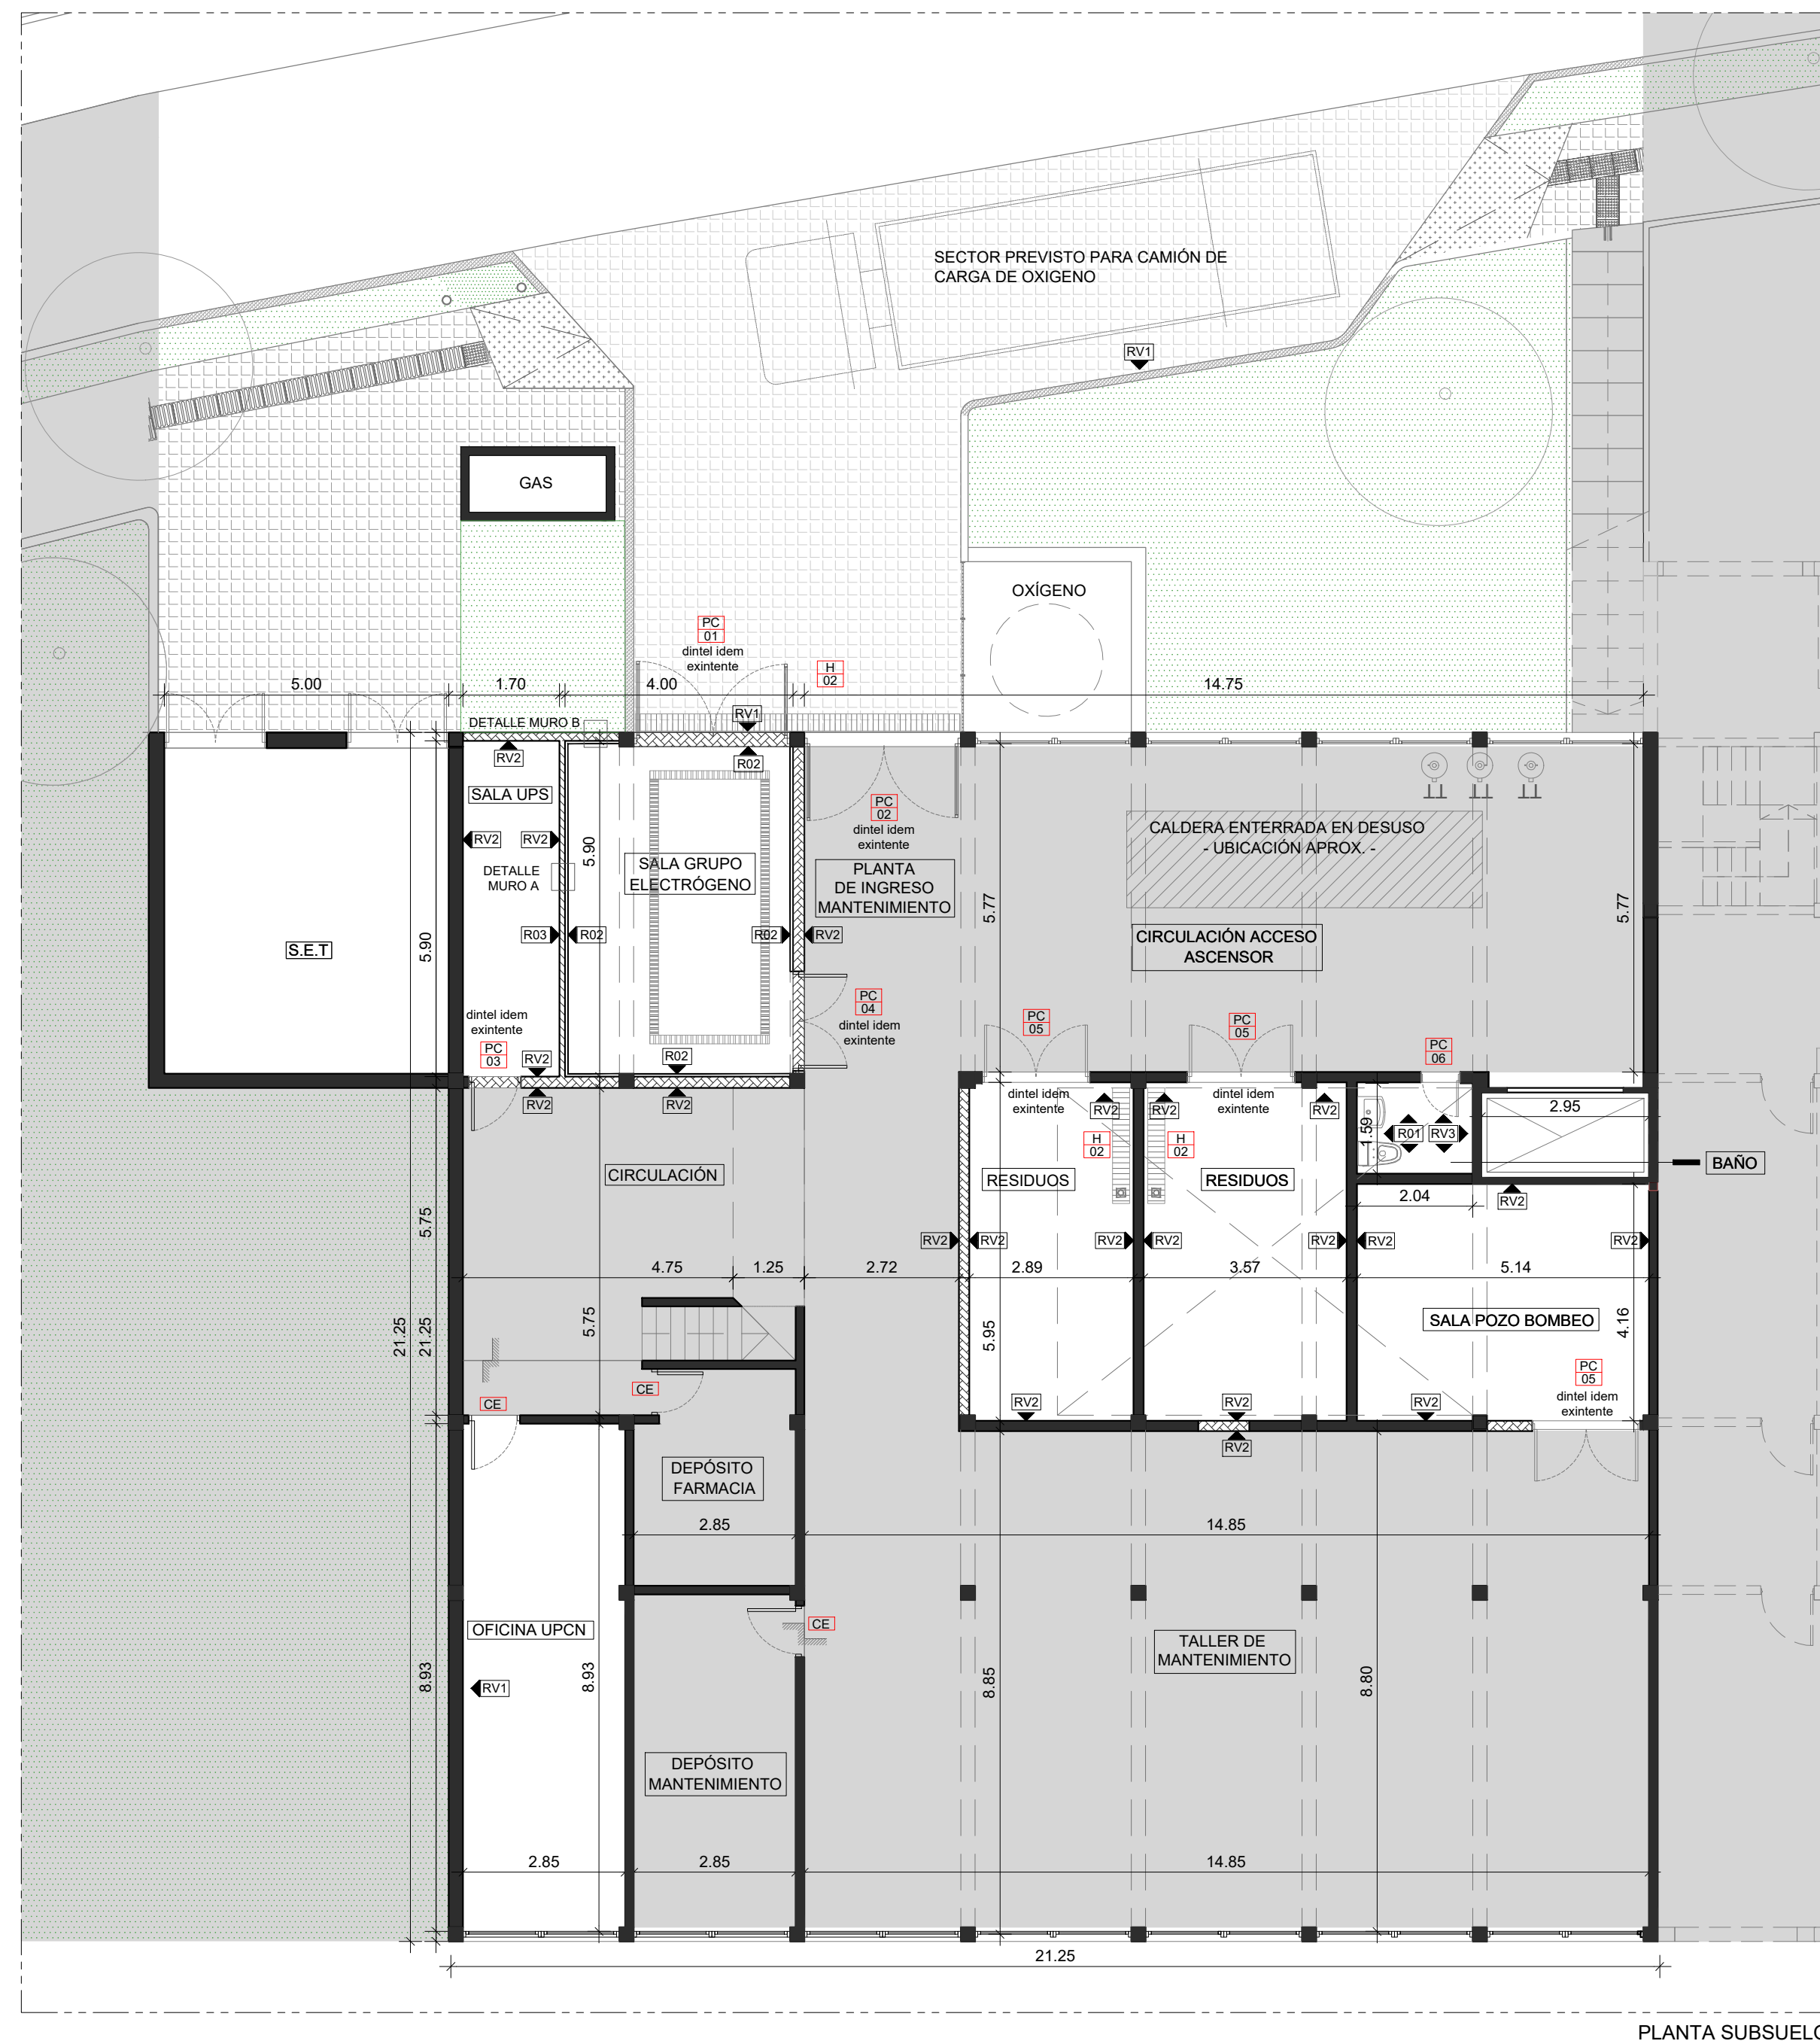 SECTOR PREVISTO PARA CAMIÓN DE
CARGA DE OXIGENO
RV1
GAS
OXÍGENO
PC
01
dintel idem
exintente
H
02
5.00
1.70
4.00
14.75
DETALLE MURO B
RV1
RV2
R02
SALA UPS
PC
02
dintel idem
exintente
CALDERA ENTERRADA EN DESUSO
- UBICACIÓN APROX. -
RV2
RV2
5.90
DETALLE
MURO A
SALA GRUPO
ELECTRÓGENO
PLANTA
DE INGRESO
MANTENIMIENTO
5.77
5.77
R03
R02
R02
RV2
CIRCULACIÓN ACCESO
ASCENSOR
S.E.T
5.90
PC
04
dintel idem
exintente
dintel idem
exintente
PC
03
PC
05
PC
05
PC
06
RV2
R02
RV2
RV2
dintel idem
exintente
RV2
RV2
dintel idem
exintente
RV2
2.95
1.59
R01
RV3
H
02
H
02
BAÑO
CIRCULACIÓN
RESIDUOS
RESIDUOS
2.04
RV2
5.75
RV2
RV2
RV2
RV2
RV2
RV2
RV2
4.75
1.25
2.72
2.89
3.57
5.14
21.25
21.25
5.75
5.95
SALA POZO BOMBEO
4.16
PC
05
dintel idem
exintente
CE
CE
RV2
RV2
RV2
RV2
DEPÓSITO
FARMACIA
2.85
14.85
OFICINA UPCN
CE
TALLER DE
MANTENIMIENTO
8.93
8.93
RV1
8.85
8.80
DEPÓSITO
MANTENIMIENTO
2.85
2.85
14.85
21.25
PLANTA SUBSUELO